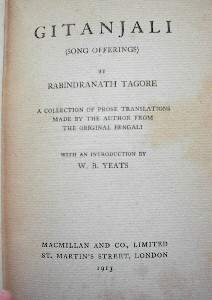 GITANJALI
(SONG OFFERINGS)
BY
RABINDRANATH TAGORE
A COLLECTION OF PROSE TRANSLATIONS
MADE BY THE AUTHOR FROM
THE ORIGINAL BENGALI
WITH AN INTRODUCTION BY
W. B. YEATS
MACMILLAN AND CO., LIMITED
ST. MARTIN'S STREET, LONDON
1913